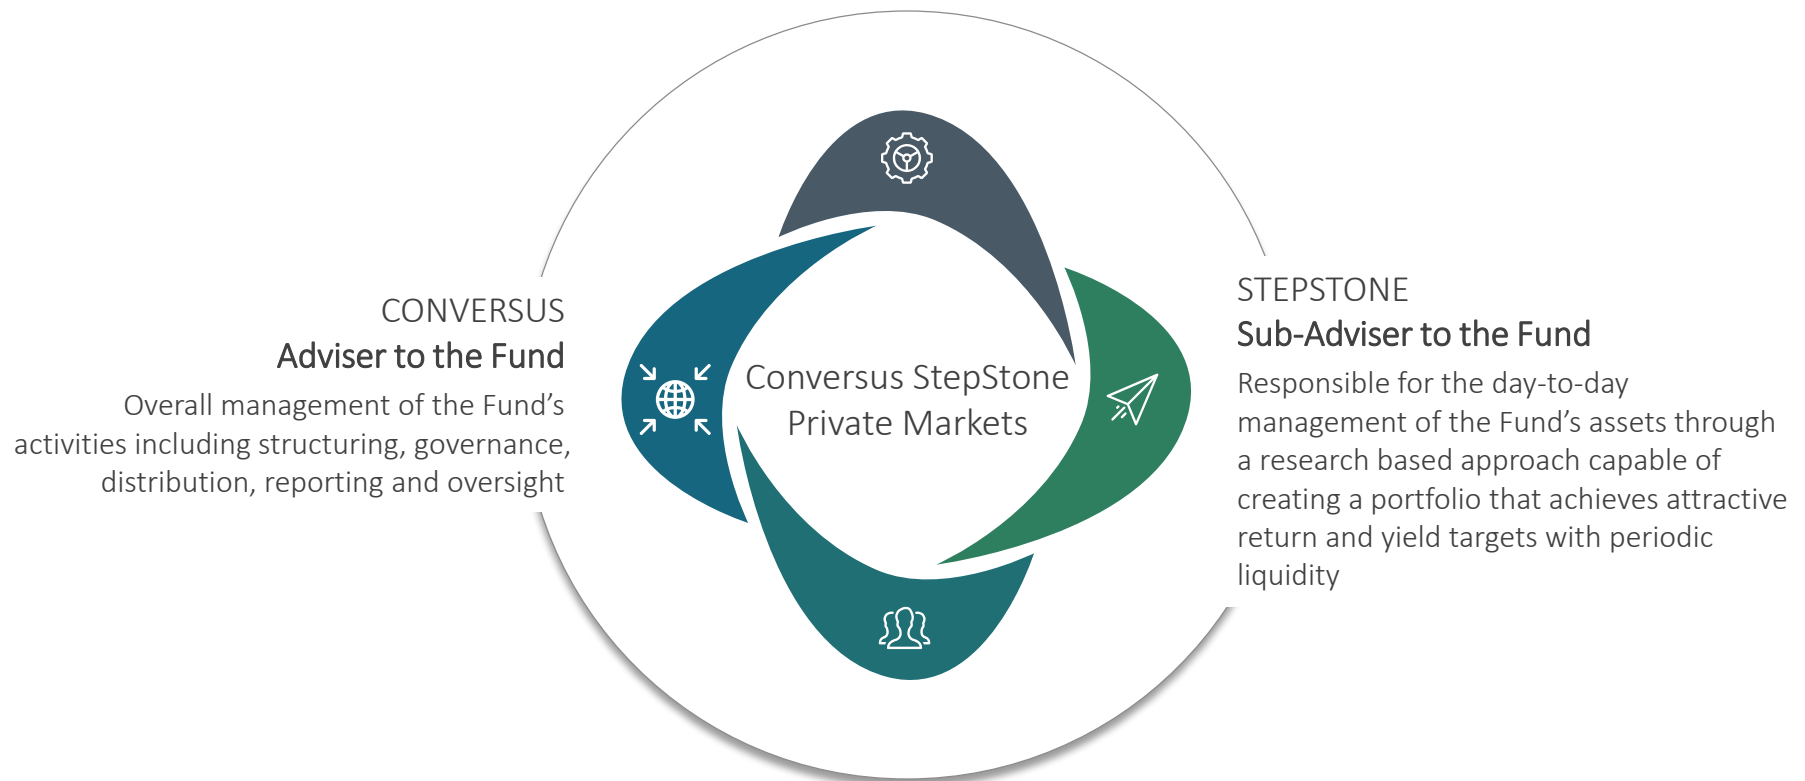 CONVERSUS
Adviser to the Fund
Overall management of the Fund’s
activities including structuring, governance,
distribution, reporting and oversight
Conversus StepStone
Private Markets
STEPSTONE
Sub-Adviser to the Fund
Responsible for the day-to-day
management of the Fund’s assets through
a research based approach capable of
creating a portfolio that achieves attractive
return and yield targets with periodic
liquidity